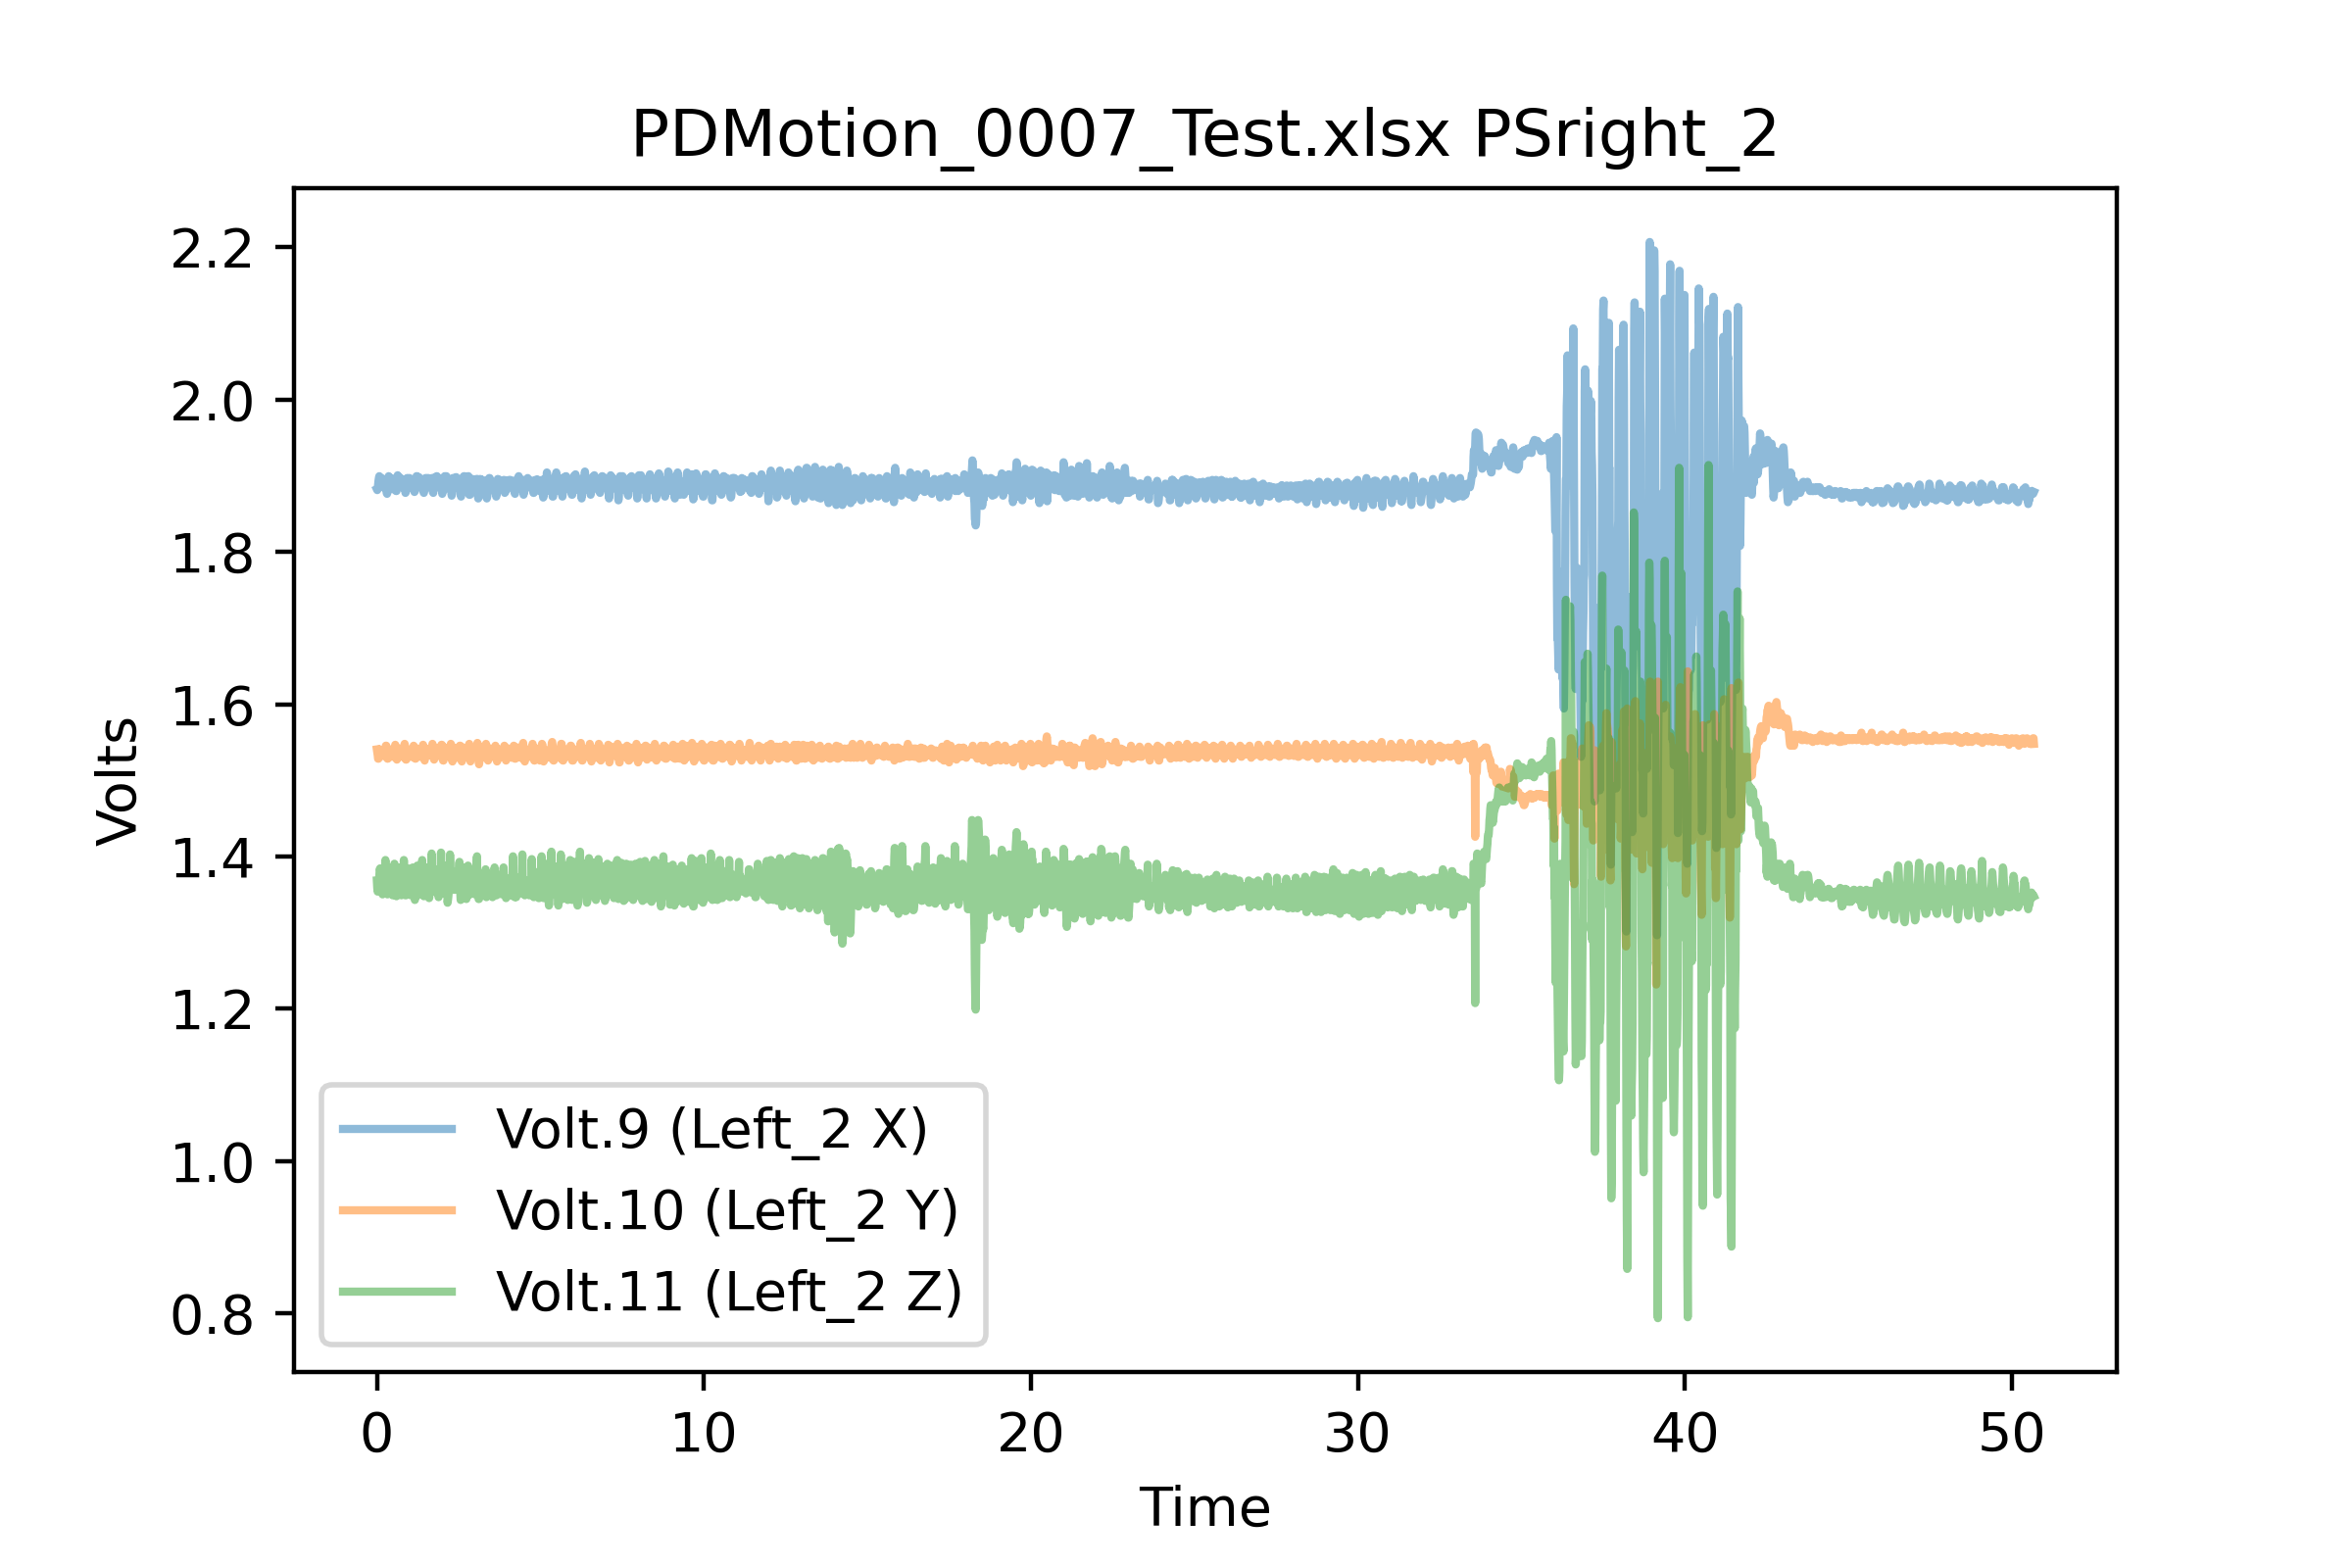 PDMotion_0007_Test.xlsx PSright_2
2.2
2.0
1.8
1.6
1.4
1.2
1.0
0.8
Volts
Volt.9 (Left_2 X)
Volt.10 (Left_2 Y)
Volt.11 (Left_2 Z)
0 10 20 30 40 50
Time